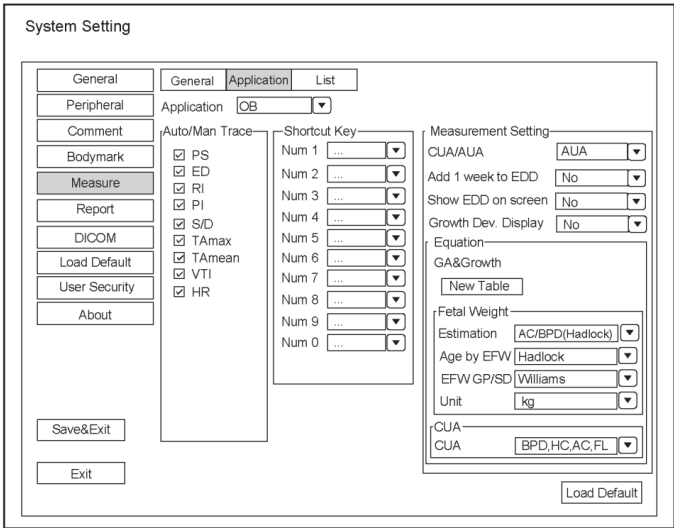 System Setting
General
Peripheral
Comment
Bodymark
Measure
Report
DICOM
Load Default
User Security
About
Save&Exit
Exit
General Application List
Application OB
Auto/Man Trace
PS
ED
RI
PI
S/D
TAmax
TAmean
VTI
HR
Shortcut Key
Num 1 ...
Num 2 ...
Num 3 ...
Num 4 ...
Num 5 ...
Num 6 ...
Num 7 ...
Num 8 ...
Num 9 ...
Num 0 ...
Measurement Setting
CUA/AUA AUA
Add 1 week to EDD No
Show EDD on screen No
Growth Dev. Display No
Equation
GA&Growth
New Table
Fetal Weight
Estimation AC/BPD(Hadlock)
Age by EFW Hadlock
EFW GP/SD Williams
Unit kg
CUA
CUA BPD,HC,AC,FL
Load Default